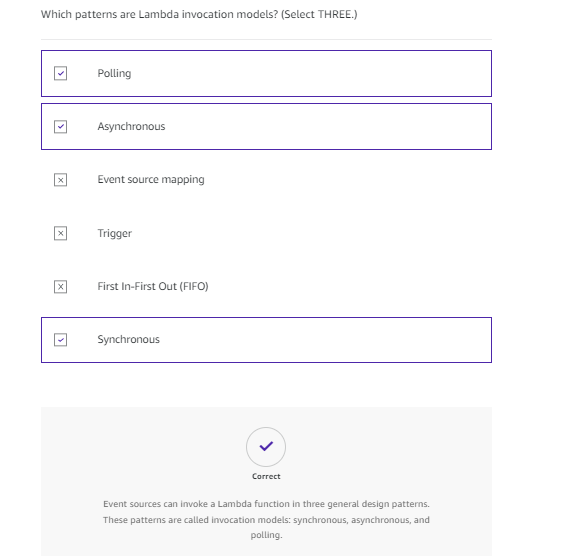 Which patterns are Lambda invocation models? (Select THREE.)
Polling
Asynchronous
Event source mapping
Trigger
First In-First Out (FIFO)
Synchronous
Correct
Event sources can invoke a Lambda function in three general design patterns.
These patterns are called invocation models: synchronous, asynchronous, and
polling.